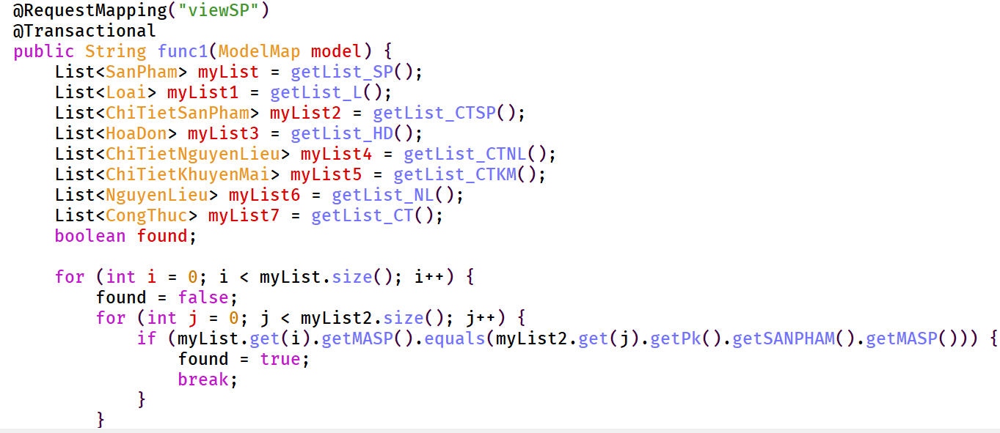 @RequestMapping("viewSP")
@Transactional
public String func1(ModelMap model) {
    List<SanPham> myList = getList_SP();
    List<Loai> myList1 = getList_L();
    List<ChiTietSanPham> myList2 = getList_CTSP();
    List<HoaDon> myList3 = getList_HD();
    List<ChiTietNguyenLieu> myList4 = getList_CTNL();
    List<ChiTietKhuyenMai> myList5 = getList_CTKM();
    List<NguyenLieu> myList6 = getList_NL();
    List<CongThuc> myList7 = getList_CT();
    boolean found;
    for (int i = 0; i < myList.size(); i++) {
        found = false;
        for (int j = 0; j < myList2.size(); j++) {
            if (myList.get(i).getMASP().equals(myList2.get(j).getPk().getSANPHAM().getMASP())) {
                found = true;
                break;
            }
        }